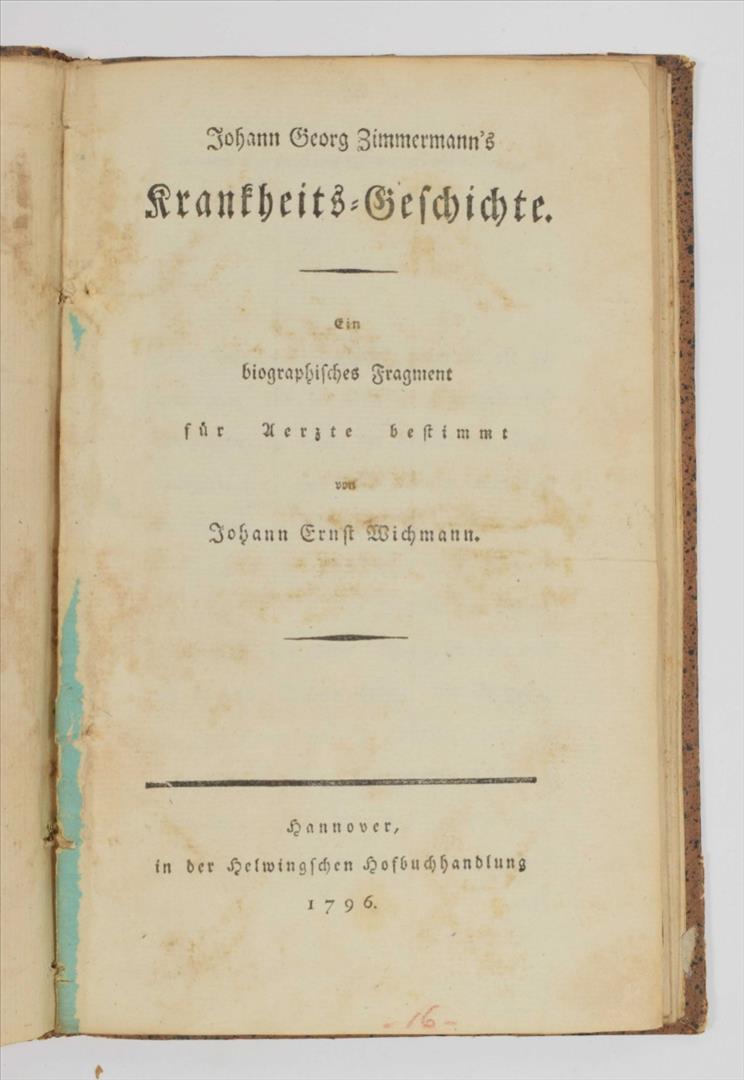 Johann Georg Zimmermann's
Krankheits-Geschichte.
Ein
biographisches Fragment
für Aerzte bestimmt
von
Johann Ernst Wichmann.
Hannover,
in der Helwingschen Hofbuchhandlung
1796.
-16-